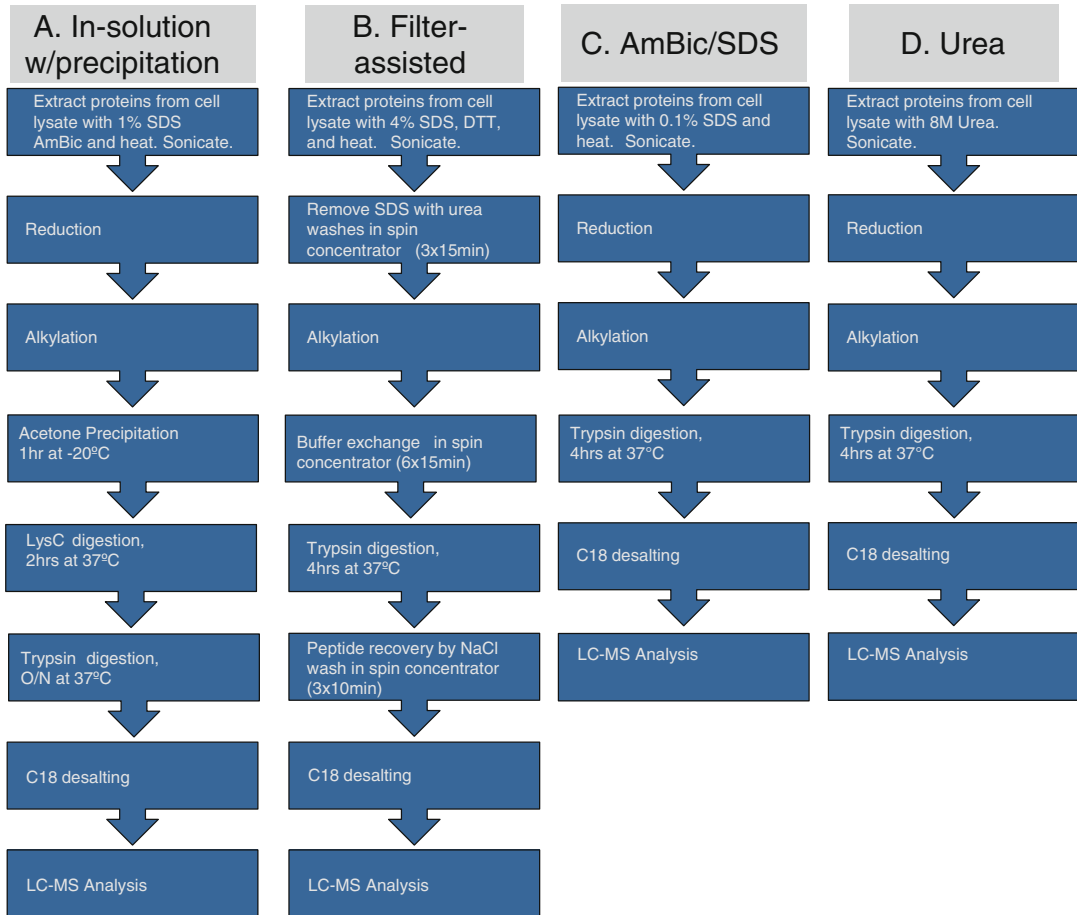 A. In-solution
w/precipitation
Extract proteins from cell
lysate with 1% SDS
AmBic and heat. Sonicate.
Reduction
Alkylation
Acetone Precipitation
1hr at -20ºC
LysC digestion,
2hrs at 37ºC
Trypsin digestion,
O/N at 37ºC
C18 desalting
LC-MS Analysis
B. Filter-
assisted
Extract proteins from cell
lysate with 4% SDS, DTT,
and heat. Sonicate.
Remove SDS with urea
washes in spin
concentrator (3x15min)
Alkylation
Buffer exchange in spin
concentrator (6x15min)
Trypsin digestion,
4hrs at 37ºC
Peptide recovery by NaCl
wash in spin concentrator
(3x10min)
C18 desalting
LC-MS Analysis
C. AmBic/SDS
Extract proteins from cell
lysate with 0.1% SDS and
heat. Sonicate.
Reduction
Alkylation
Trypsin digestion,
4hrs at 37°C
C18 desalting
LC-MS Analysis
D. Urea
Extract proteins from cell
lysate with 8M Urea.
Sonicate.
Reduction
Alkylation
Trypsin digestion,
4hrs at 37°C
C18 desalting
LC-MS Analysis